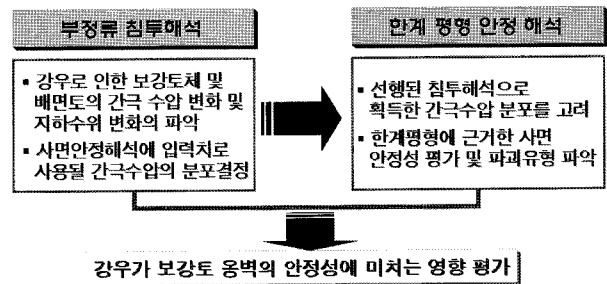 부정류 침투해석
▪ 강우로 인한 보강토체 및
배면토의 간극 수압 변화 및
지하수위 변화의 파악
▪ 사면안정해석에 입력치로
사용될 간극수압의 분포결정
한계 평형 안정 해석
▪ 선행된 침투해석으로
획득한 간극수압 분포를 고려
▪ 한계평형에 근거한 사면
안정성 평가 및 파괴유형 파악
강우가 보강토 옹벽의 안정성에 미치는 영향 평가